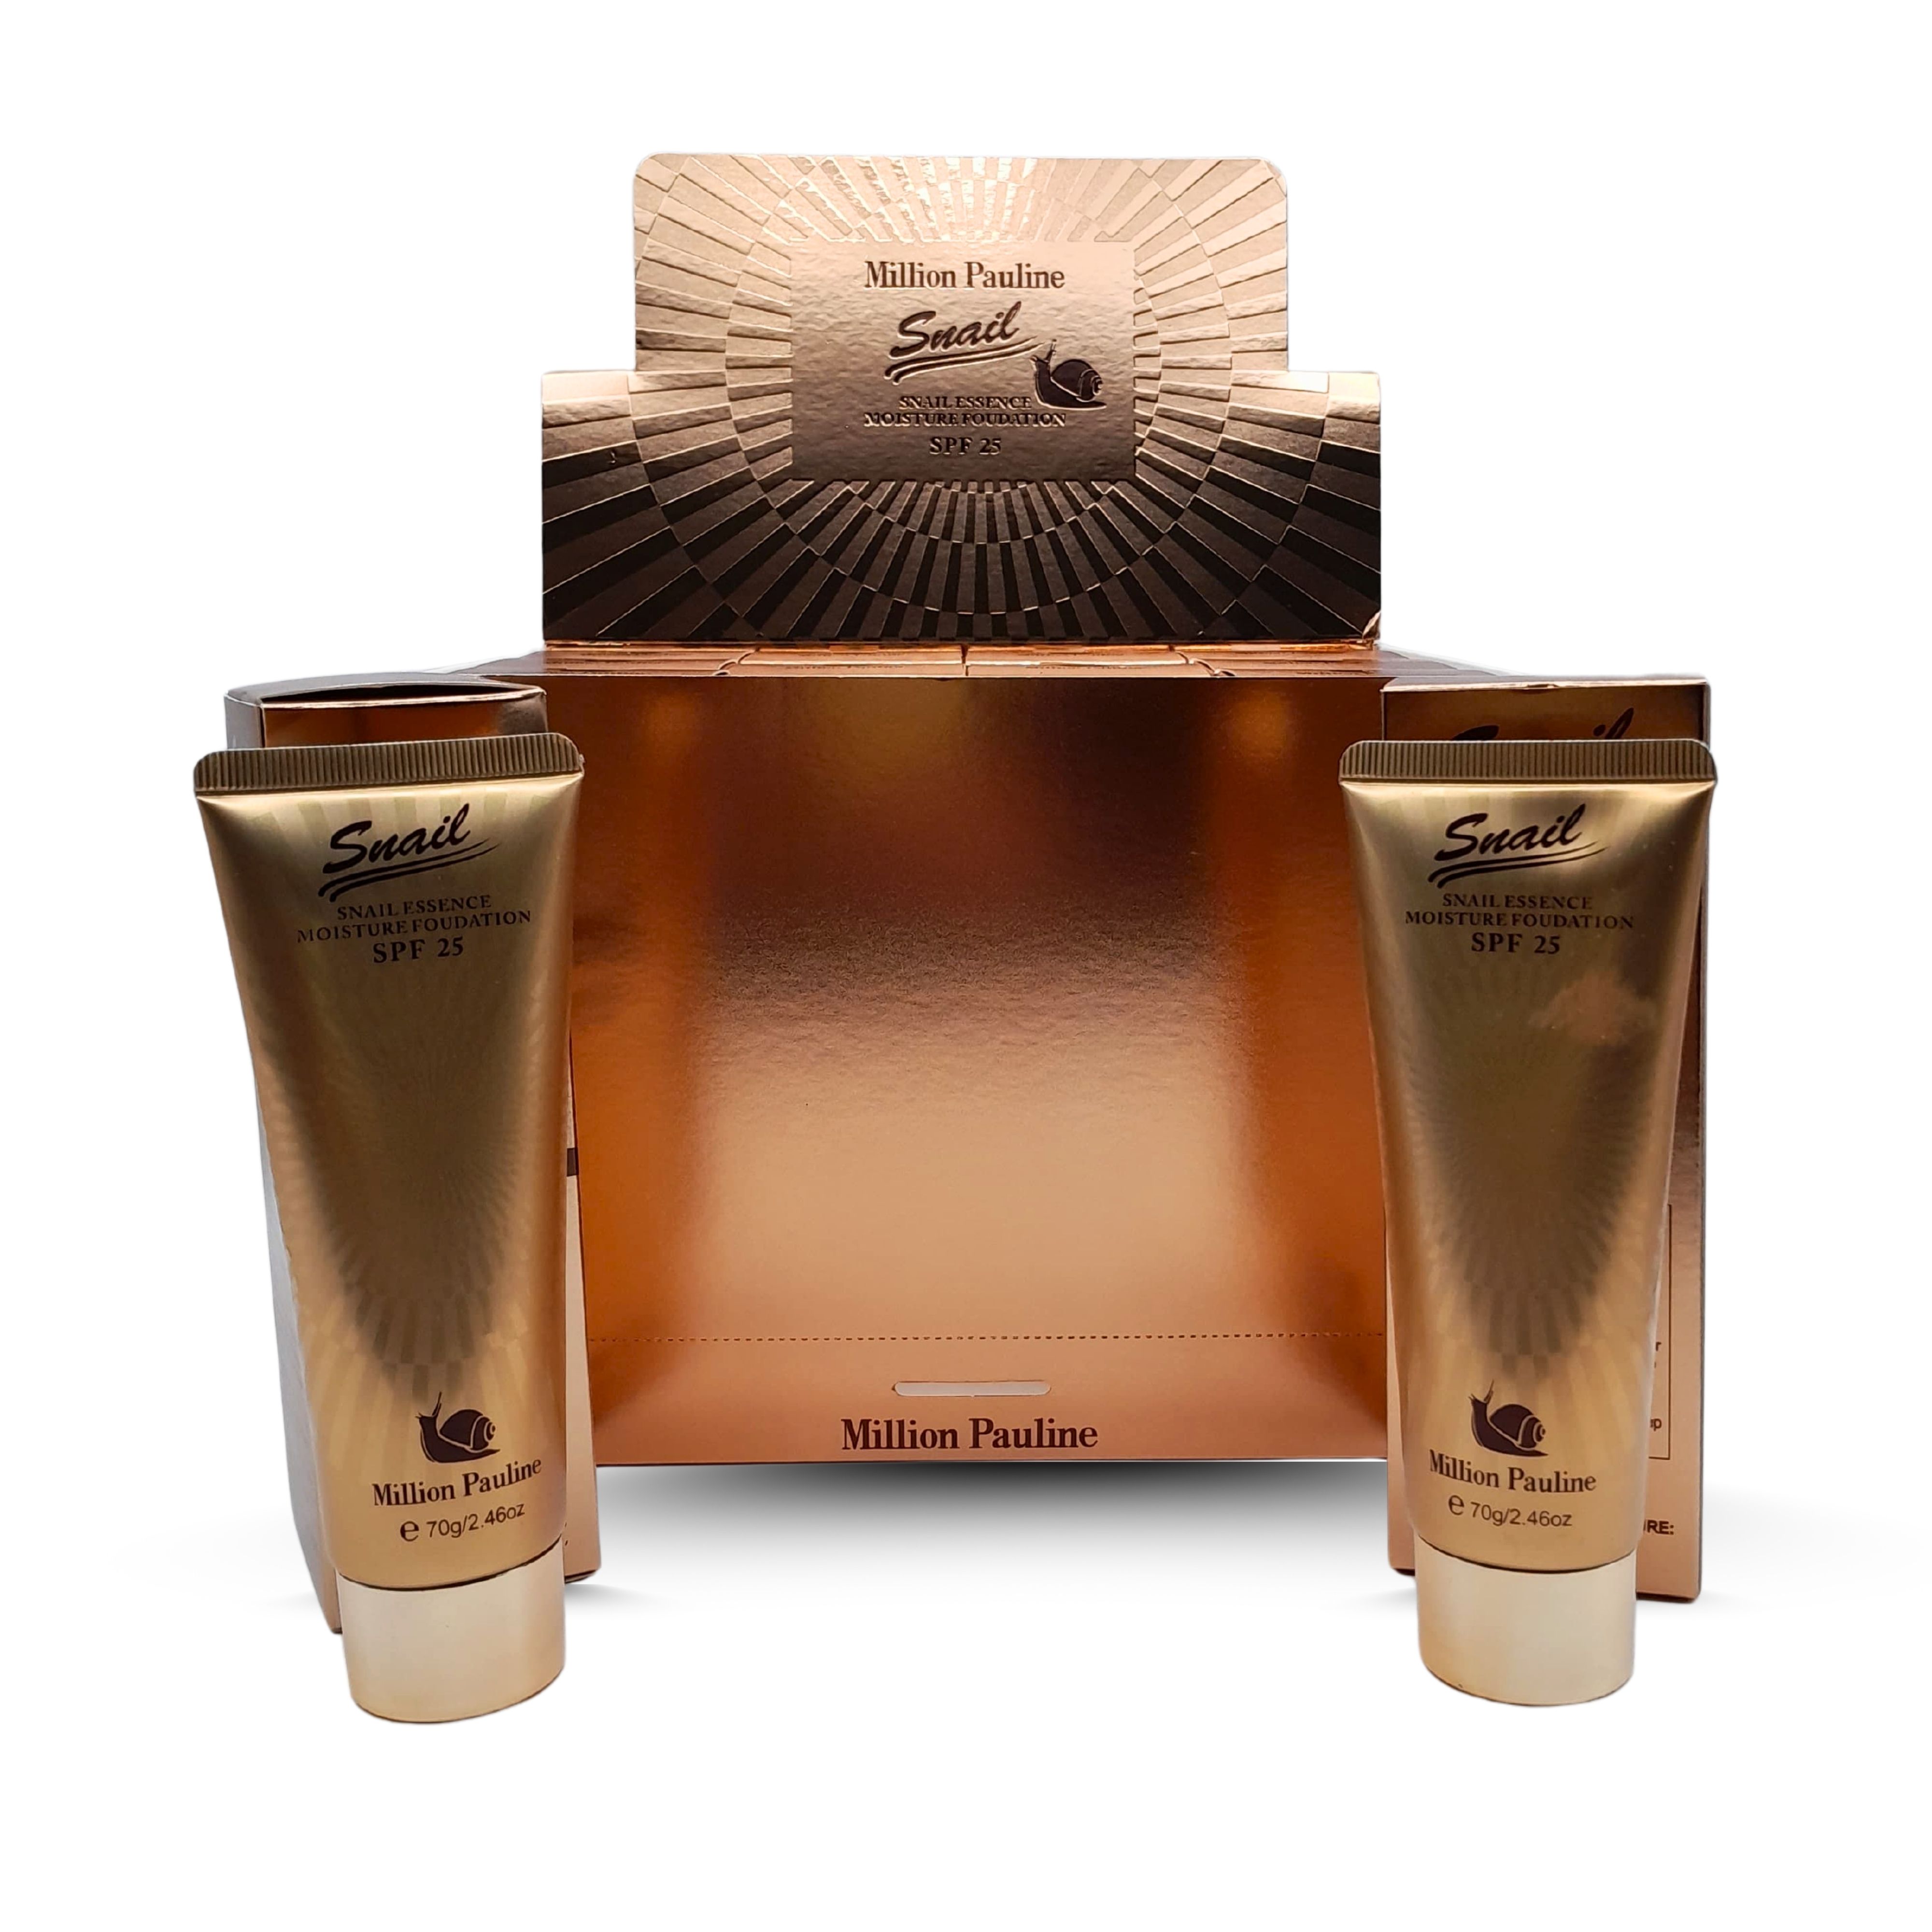 Million Pauline
Snail
SNAIL ESSENCE
MOISTURE FOUDATION
SPF 25
Snail
SNAIL ESSENCE
MOISTURE FOUDATION
SPF 25
Million Pauline
e 70g/2.46oz
Million Pauline
Snail
SNAIL ESSENCE
MOISTURE FOUDATION
SPF 25
Million Pauline
e 70g/2.46oz
RE: